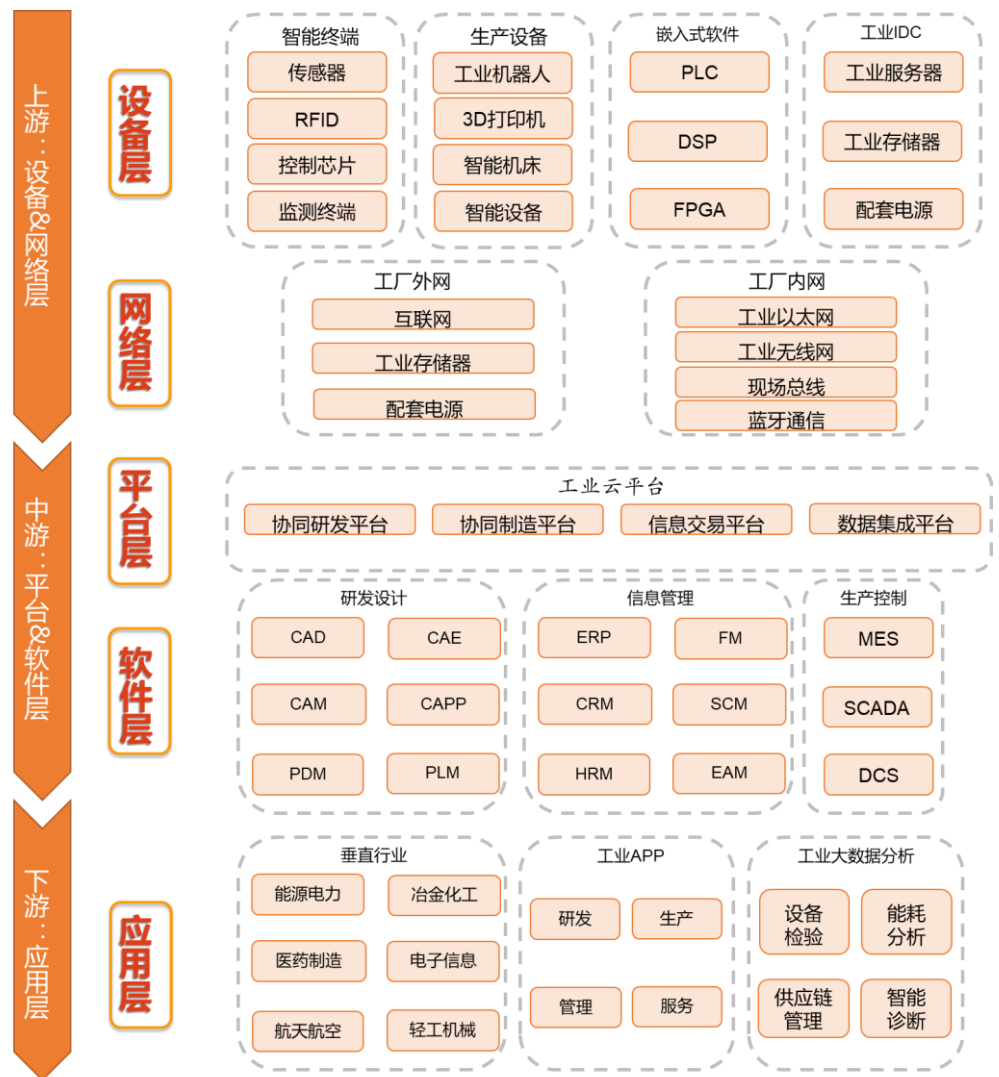 上游：设备&网络层
设备层
智能终端
传感器
RFID
控制芯片
监测终端
生产设备
工业机器人
3D打印机
智能机床
智能设备
嵌入式软件
PLC
DSP
FPGA
工业IDC
工业服务器
工业存储器
配套电源
网络层
工厂外网
互联网
工业存储器
配套电源
工厂内网
工业以太网
工业无线网
现场总线
蓝牙通信
中游：平台&软件层
平台层
工业云平台
协同研发平台
协同制造平台
信息交易平台
数据集成平台
软件层
研发设计
CAD
CAE
CAM
CAPP
PDM
PLM
信息管理
ERP
FM
CRM
SCM
HRM
EAM
生产控制
MES
SCADA
DCS
下游：应用层
应用层
垂直行业
能源电力
冶金化工
医药制造
电子信息
航天航空
轻工机械
工业APP
研发
生产
管理
服务
工业大数据分析
设备
检验
能耗
分析
供应链
管理
智能
诊断